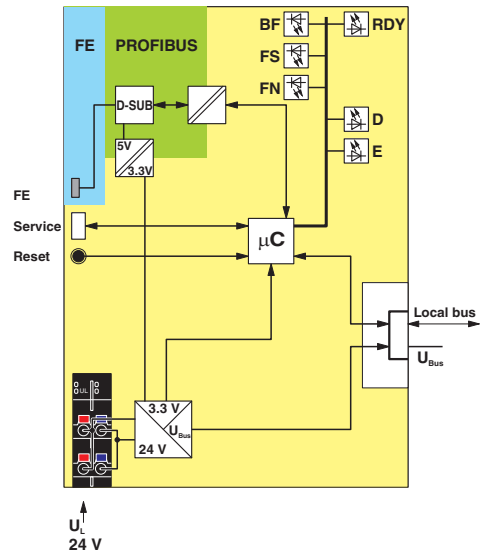 FE
PROFIBUS
BF
RDY
FS
FN
D-SUB
5V
3.3V
D
E
FE
Service
Reset
µC
Local bus
UBus
UL
3.3 V
UBus
24 V
UL
24 V